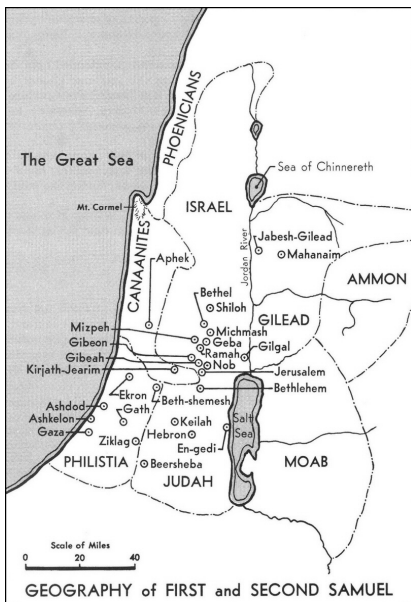 PHOENICIANS
The Great Sea
Sea of Chinnereth
Mt. Carmel
ISRAEL
CANAANITES
Jordan River
Aphek
Jabesh-Gilead
Mahanaim
AMMON
Bethel
Shiloh
Mizpeh
Michmash
GILEAD
Gibeon
Geba
Ramah
Gilgal
Gibeah
Nob
Kirjath-Jearim
Jerusalem
Bethlehem
Ekron
Beth-shemesh
Ashdod
Gath
Ashkelon
Keilah
Salt
Sea
Gaza
Hebron
Ziklag
En-gedi
PHILISTIA
Beersheba
MOAB
JUDAH
Scale of Miles
0 20 40
GEOGRAPHY of FIRST and SECOND SAMUEL